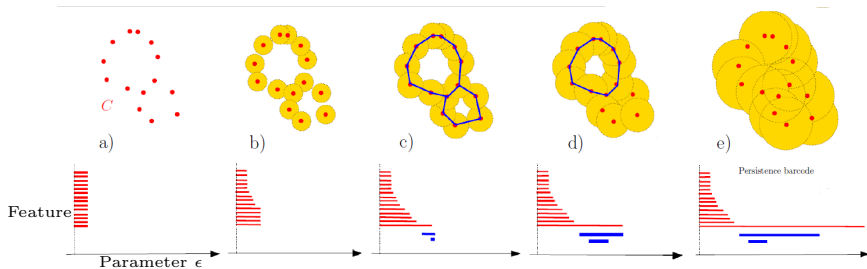 C
a)
b)
c)
d)
e)
Persistence barcode
Feature
Parameter ϵ